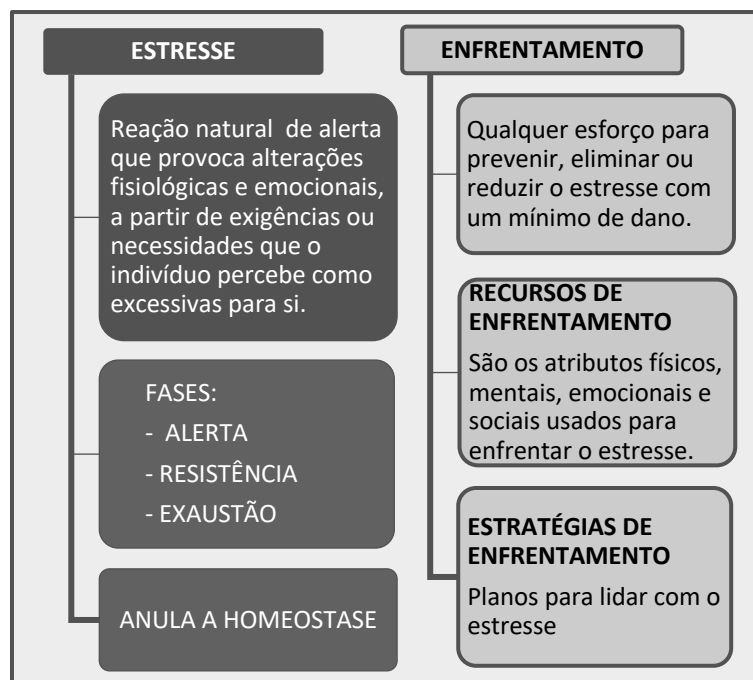 ESTRESSE
Reação natural de alerta
que provoca alterações
fisiológicas e emocionais,
a partir de exigências ou
necessidades que o
indivíduo percebe como
excessivas para si.
FASES:
- ALERTA
- RESISTÊNCIA
- EXAUSTÃO
ANULA A HOMEOSTASE
ENFRENTAMENTO
Qualquer esforço para
prevenir, eliminar ou
reduzir o estresse com
um mínimo de dano.
RECURSOS DE
ENFRENTAMENTO
São os atributos físicos,
mentais, emocionais e
sociais usados para
enfrentar o estresse.
ESTRATÉGIAS DE
ENFRENTAMENTO
Planos para lidar com o
estresse